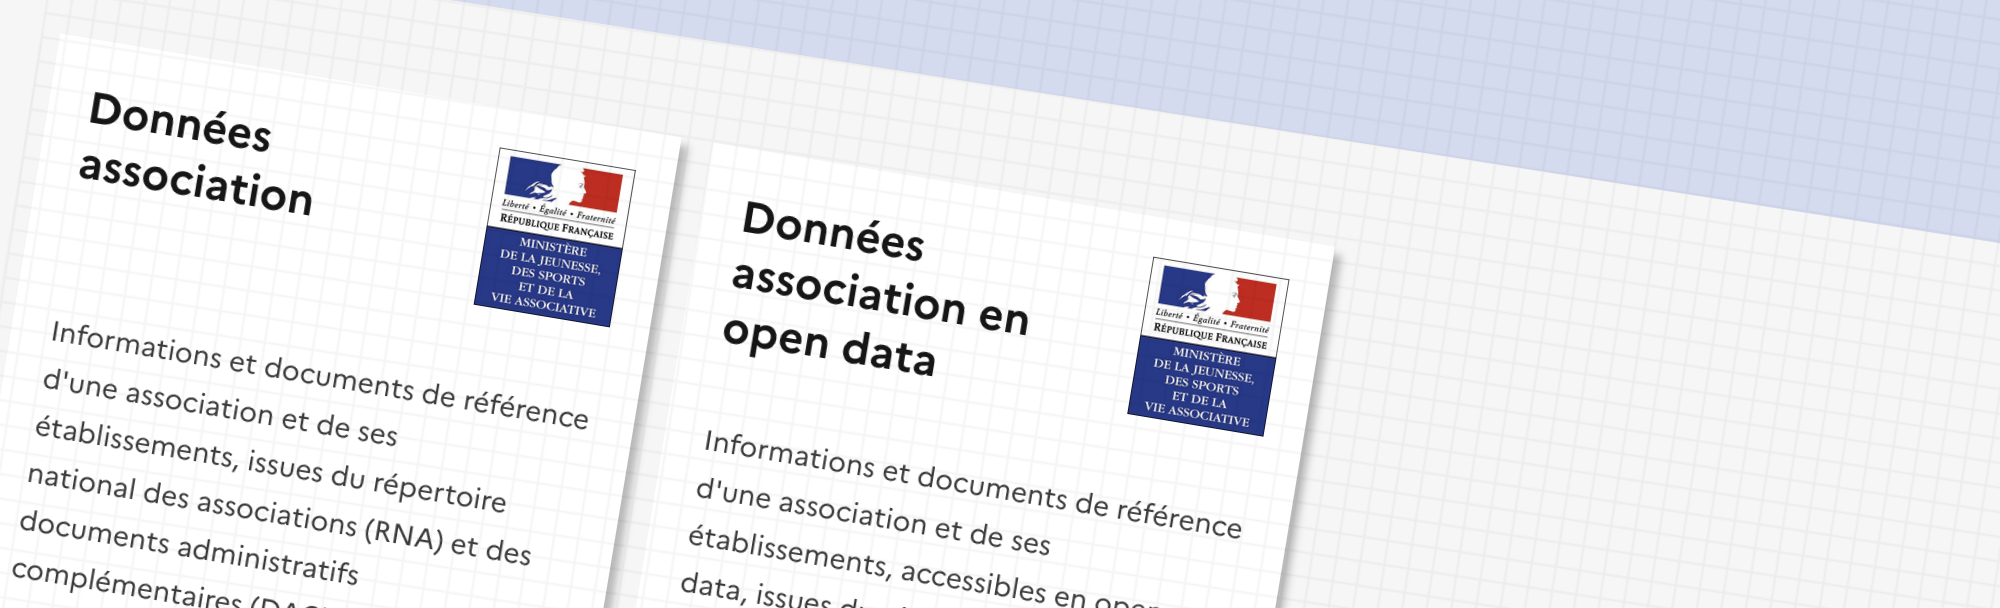 Données
association
Liberté • Égalité • Fraternité
RÉPUBLIQUE FRANÇAISE
MINISTÈRE
DE LA JEUNESSE,
DES SPORTS
ET DE LA
VIE ASSOCIATIVE
Informations et documents de référence
d'une association et de ses
établissements, issues du répertoire
national des associations (RNA) et des
documents administratifs
complémentaires
Données
association en
open data
Liberté • Égalité • Fraternité
RÉPUBLIQUE FRANÇAISE
MINISTÈRE
DE LA JEUNESSE,
DES SPORTS
ET DE LA
VIE ASSOCIATIVE
Informations et documents de référence
d'une association et de ses
établissements, accessibles en open
data, issues